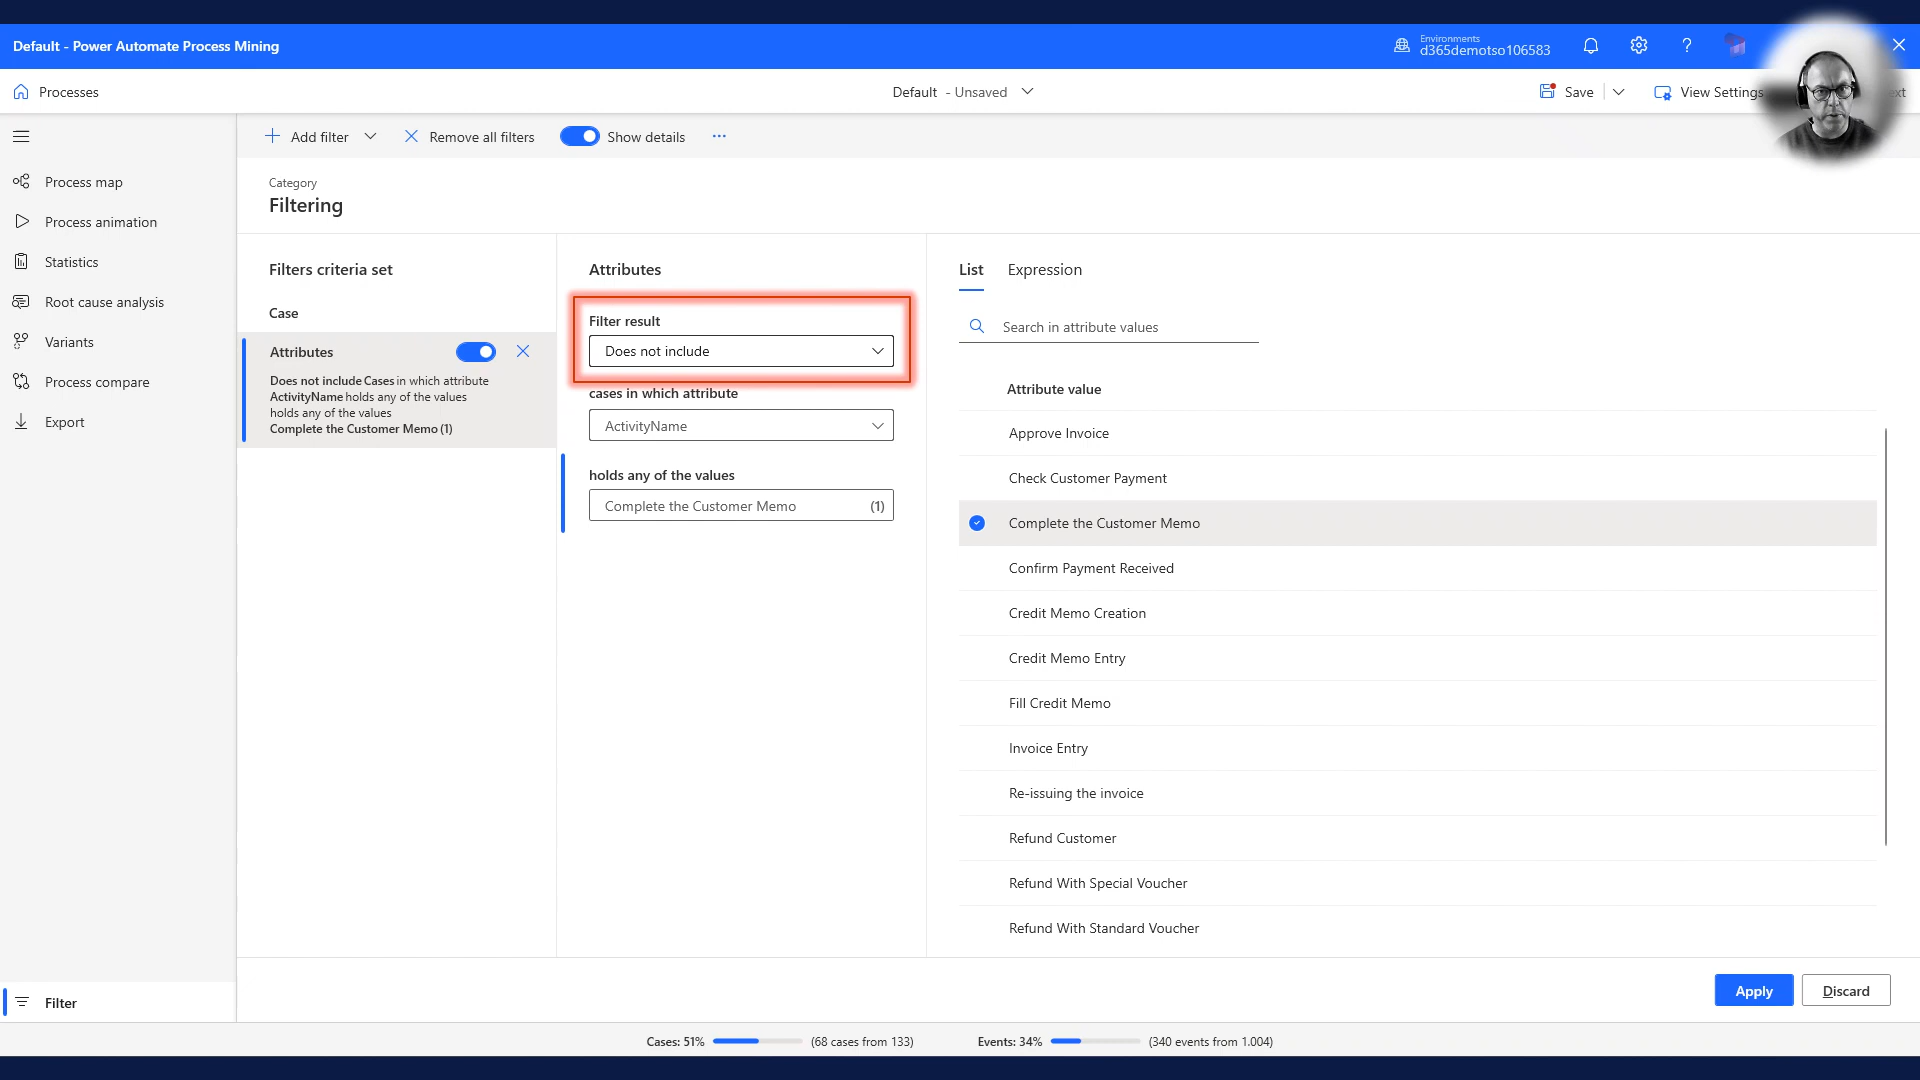 Default - Power Automate Process Mining
Environments
d365demotso106583
?
Processes
Default - Unsaved
Save
View Settings
ext
Add filter
Remove all filters
Show details
Process map
Process animation
Statistics
Root cause analysis
Variants
Process compare
Export
Filter
Category
Filtering
Filters criteria set
Case
Attributes
Does not include Cases in which attribute
ActivityName holds any of the values
holds any of the values
Complete the Customer Memo (1)
Attributes
Filter result
Does not include
cases in which attribute
ActivityName
holds any of the values
Complete the Customer Memo (1)
List Expression
Search in attribute values
Attribute value
Approve Invoice
Check Customer Payment
Complete the Customer Memo
Confirm Payment Received
Credit Memo Creation
Credit Memo Entry
Fill Credit Memo
Invoice Entry
Re-issuing the invoice
Refund Customer
Refund With Special Voucher
Refund With Standard Voucher
Apply
Discard
Cases: 51% (68 cases from 133)
Events: 34% (340 events from 1.004)